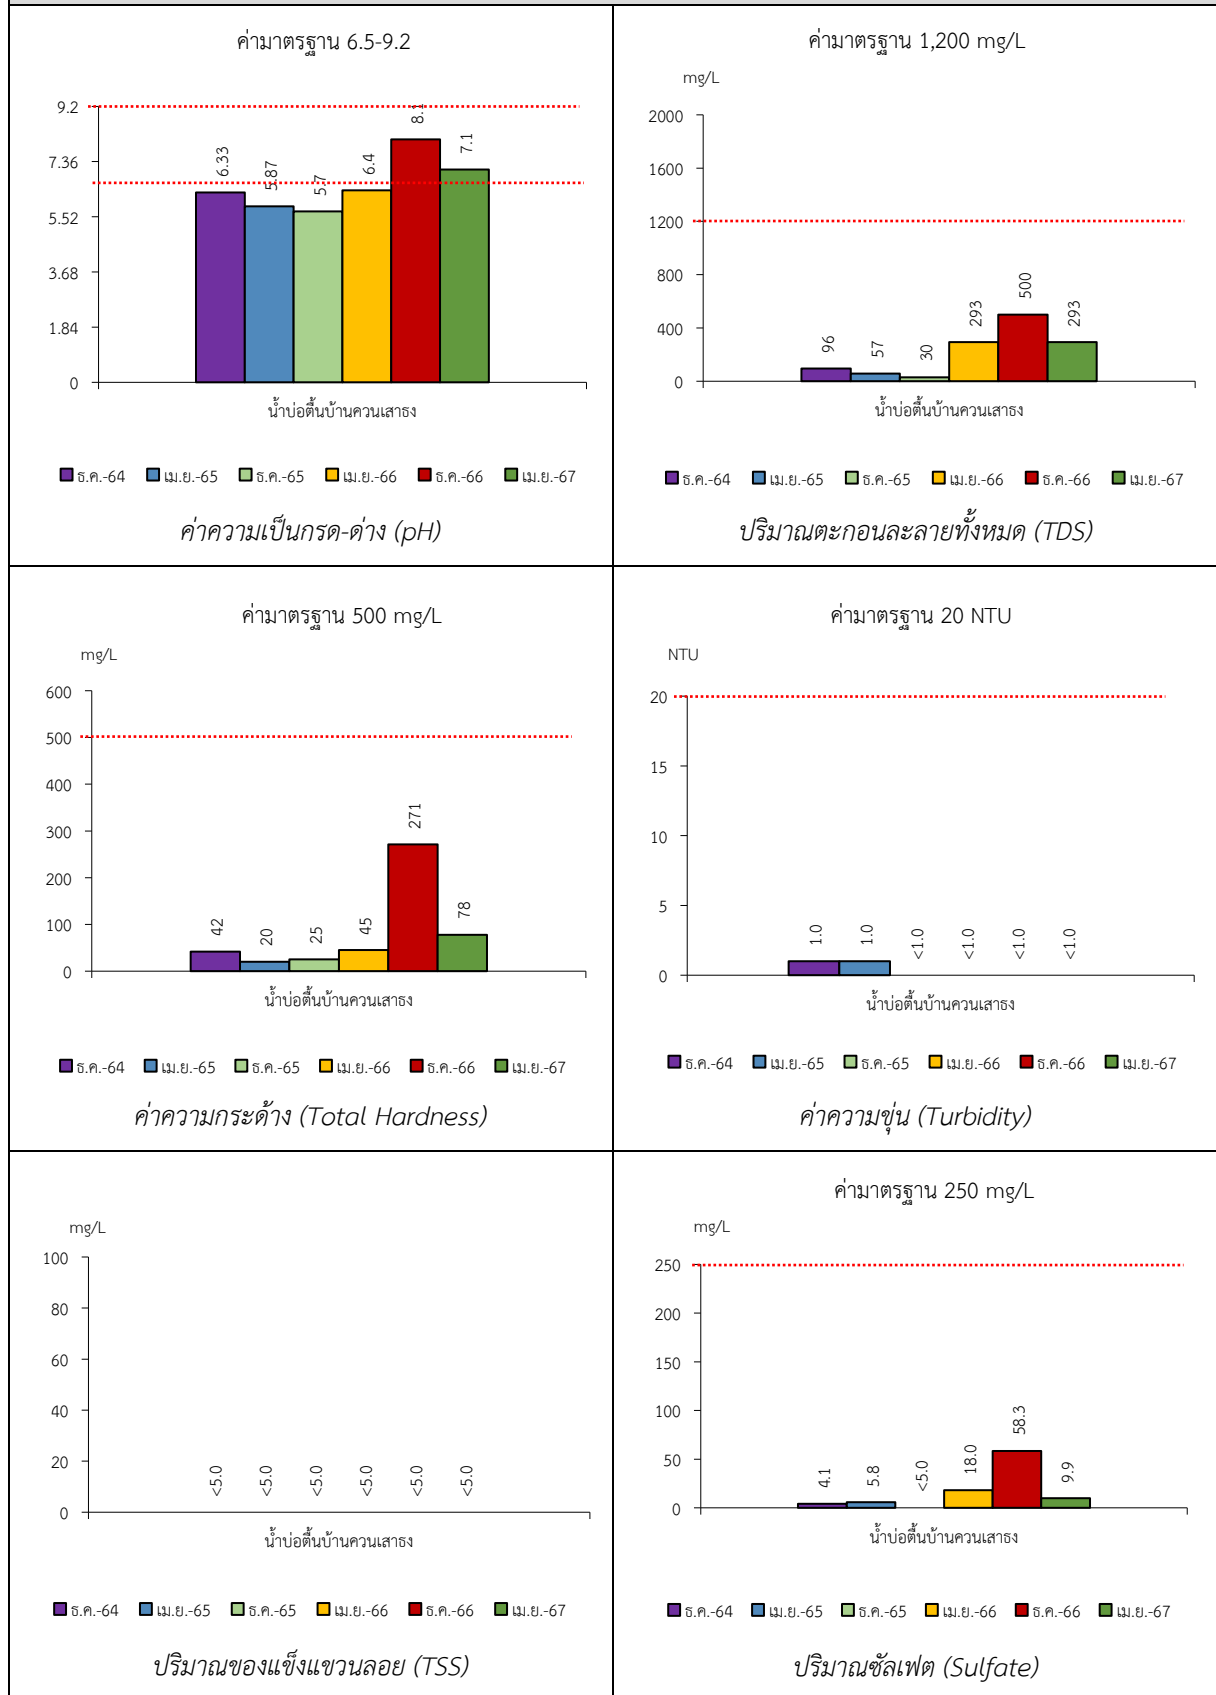 ค่ามาตรฐาน 6.5-9.2
9.2
7.36
5.52
3.68
1.84
0
6.33
5.87
5.7
6.4
8.1
7.1
น้ำบ่อตื้นบ้านควนเสาธง
ธ.ค.-64 เม.ย.-65 ธ.ค.-65 เม.ย.-66 ธ.ค.-66 เม.ย.-67
ค่าความเป็นกรด-ด่าง (pH)
ค่ามาตรฐาน 1,200 mg/L
mg/L
2000
1600
1200
800
400
0
96
57
30
293
500
293
น้ำบ่อตื้นบ้านควนเสาธง
ธ.ค.-64 เม.ย.-65 ธ.ค.-65 เม.ย.-66 ธ.ค.-66 เม.ย.-67
ปริมาณตะกอนละลายทั้งหมด (TDS)
ค่ามาตรฐาน 500 mg/L
mg/L
600
500
400
300
200
100
0
42
20
25
45
271
78
น้ำบ่อตื้นบ้านควนเสาธง
ธ.ค.-64 เม.ย.-65 ธ.ค.-65 เม.ย.-66 ธ.ค.-66 เม.ย.-67
ค่าความกระด้าง (Total Hardness)
ค่ามาตรฐาน 20 NTU
NTU
20
15
10
5
0
1.0
1.0
<1.0
<1.0
<1.0
<1.0
น้ำบ่อตื้นบ้านควนเสาธง
ธ.ค.-64 เม.ย.-65 ธ.ค.-65 เม.ย.-66 ธ.ค.-66 เม.ย.-67
ค่าความขุ่น (Turbidity)
mg/L
100
80
60
40
20
0
<5.0
<5.0
<5.0
<5.0
<5.0
<5.0
น้ำบ่อตื้นบ้านควนเสาธง
ธ.ค.-64 เม.ย.-65 ธ.ค.-65 เม.ย.-66 ธ.ค.-66 เม.ย.-67
ปริมาณของแข็งแขวนลอย (TSS)
ค่ามาตรฐาน 250 mg/L
mg/L
250
200
150
100
50
0
4.1
5.8
<5.0
18.0
58.3
9.9
น้ำบ่อตื้นบ้านควนเสาธง
ธ.ค.-64 เม.ย.-65 ธ.ค.-65 เม.ย.-66 ธ.ค.-66 เม.ย.-67
ปริมาณซัลเฟต (Sulfate)